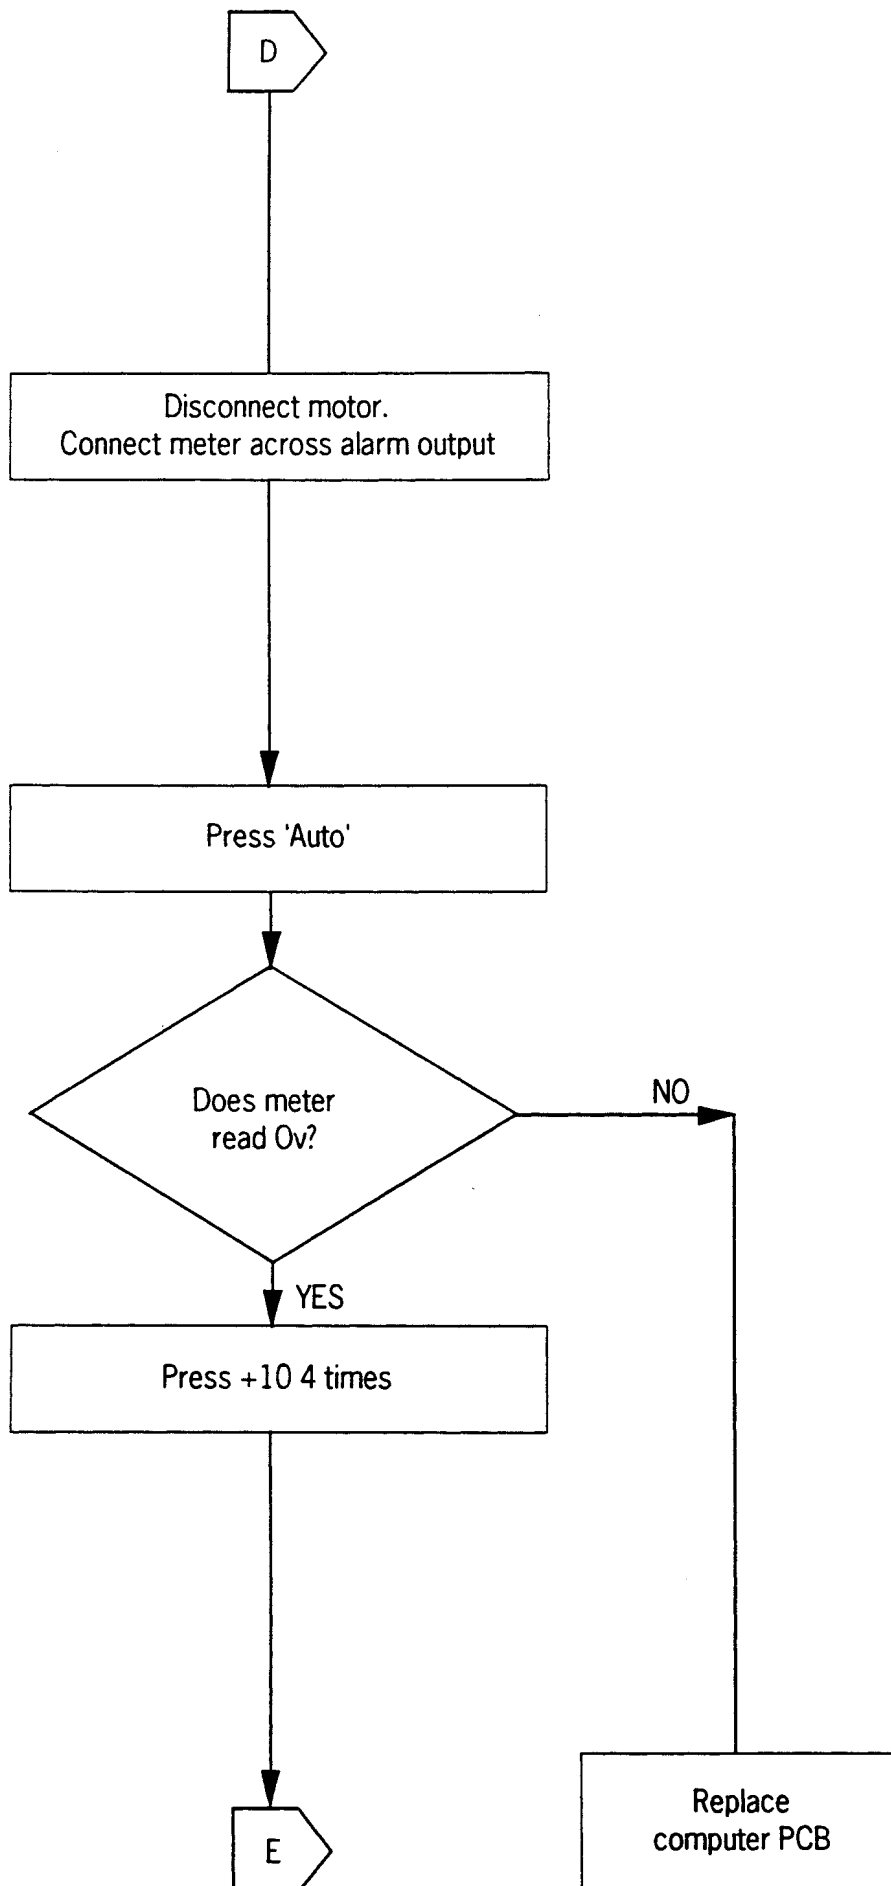 D
Disconnect motor.
Connect meter across alarm output
Press 'Auto'
Does meter
read Ov?
NO
YES
Press +10 4 times
Replace
computer PCB
E